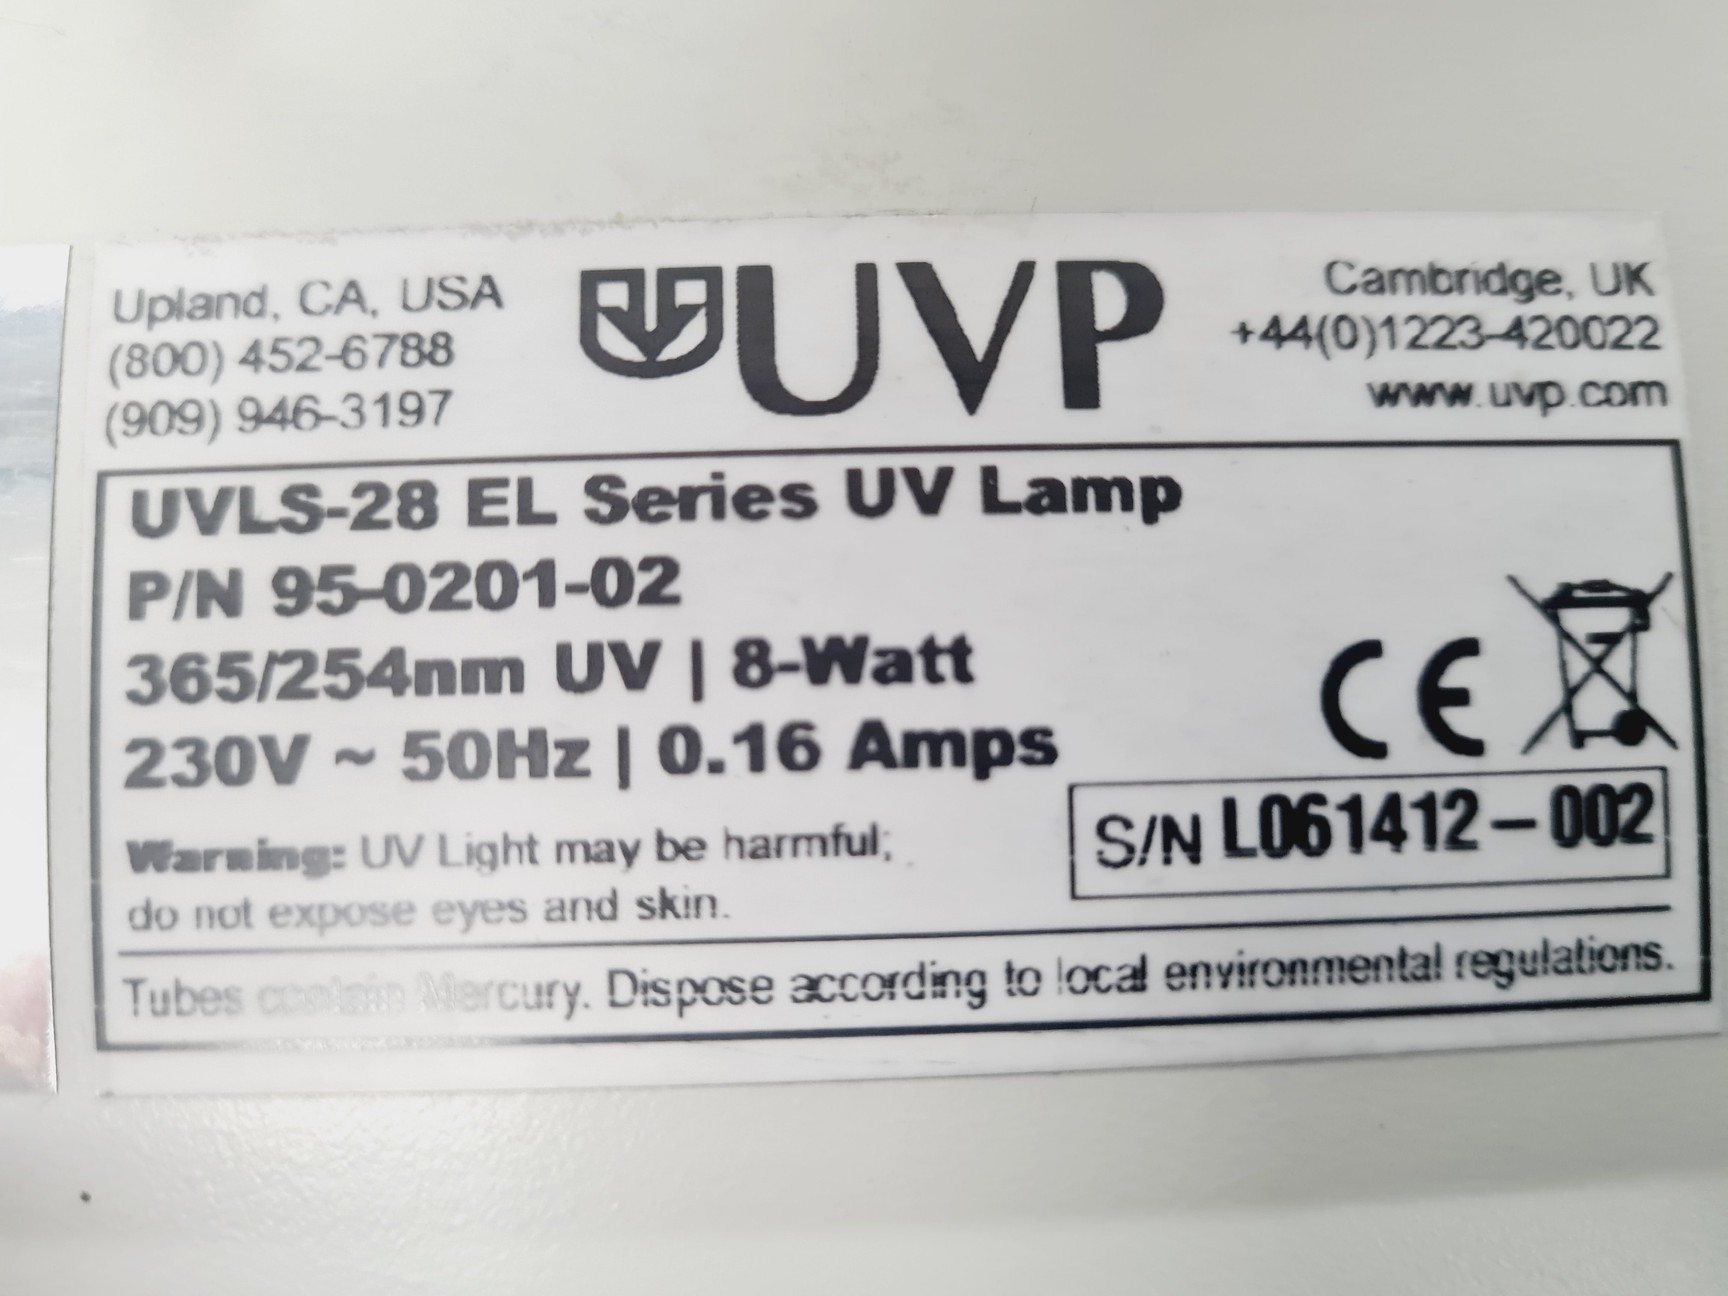 Upland, CA, USA
(800) 452-6788
(909) 946-3197
UVP
Cambridge, UK
+44(0)1223-420022
www.uvp.com
UVLS-28 EL Series UV Lamp
P/N 95-0201-02
365/254nm UV | 8-Watt
230V ~ 50Hz | 0.16 Amps
CE
S/N L061412-002
Warning: UV Light may be harmful;
do not expose eyes and skin.
Tubes contain Mercury. Dispose according to local environmental regulations.